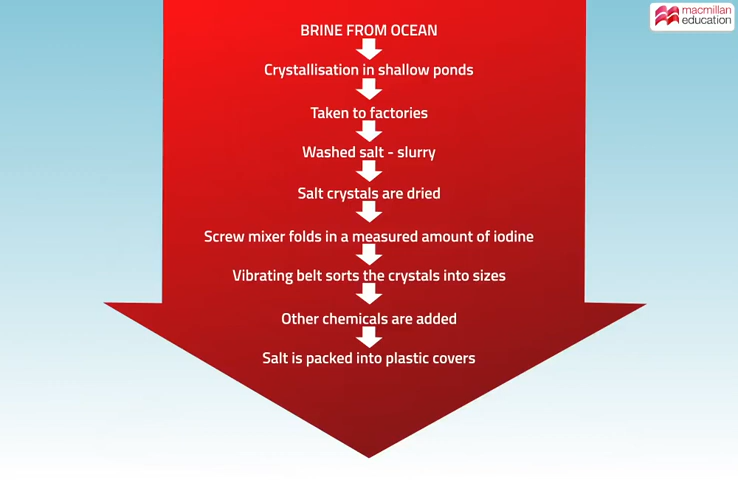 macmillan
education
BRINE FROM OCEAN
Crystallisation in shallow ponds
Taken to factories
Washed salt - slurry
Salt crystals are dried
Screw mixer folds in a measured amount of iodine
Vibrating belt sorts the crystals into sizes
Other chemicals are added
Salt is packed into plastic covers